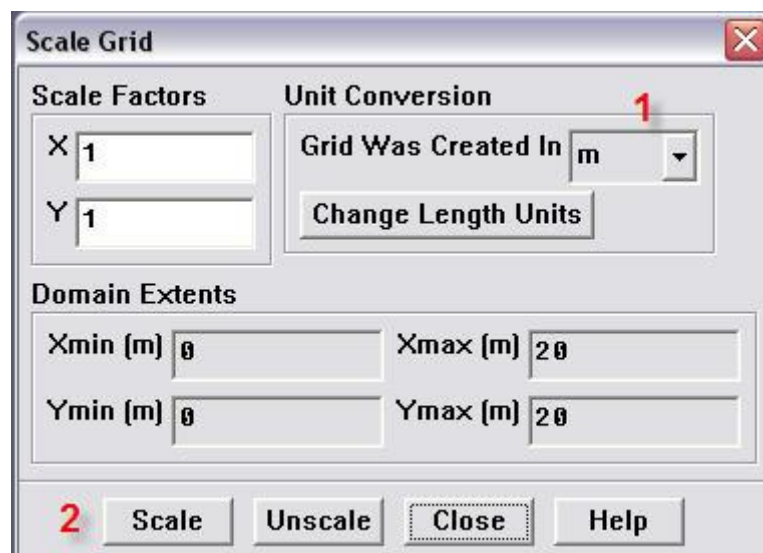 Scale Grid
Scale Factors
X 1
Y 1
Unit Conversion
1
Grid Was Created In m
Change Length Units
Domain Extents
Xmin (m) 0 Xmax (m) 20
Ymin (m) 0 Ymax (m) 20
2 Scale Unscale Close Help